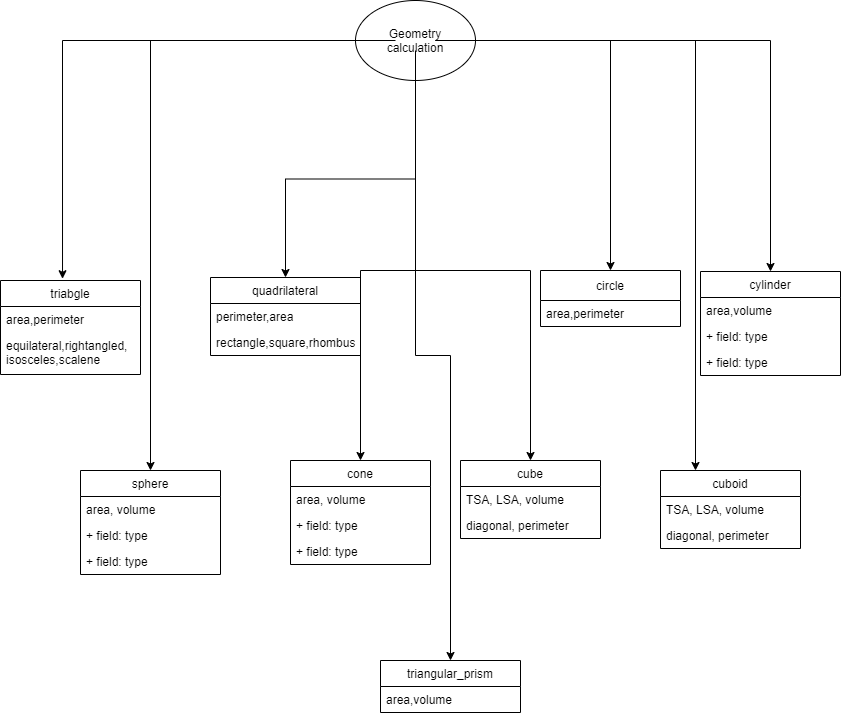 Geometry
calculation
triabgle
area,perimeter
equilateral,rightangled,
isosceles,scalene
quadrilateral
perimeter,area
rectangle,square,rhombus
circle
area,perimeter
cylinder
area,volume
+ field: type
+ field: type
sphere
area, volume
+ field: type
+ field: type
cone
area, volume
+ field: type
+ field: type
cube
TSA, LSA, volume
diagonal, perimeter
cuboid
TSA, LSA, volume
diagonal, perimeter
triangular_prism
area,volume